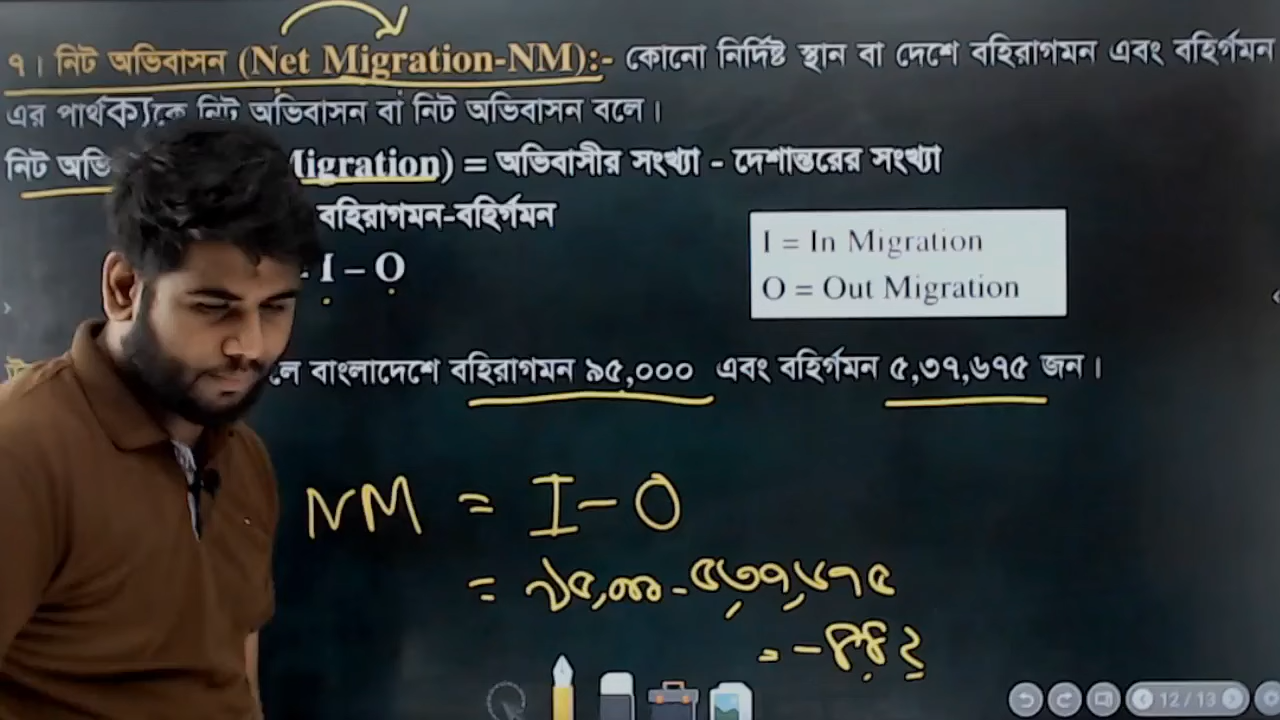 ৭। নিট অভিবাসন (Net Migration-NM):- কোনো নির্দিষ্ট স্থান বা দেশে বহিরাগমন এবং বহির্গমন
এর পার্থক্যকে নিট অভিবাসন বা নিট অভিবাসন বলে।
নিট অভি Migration) = অভিবাসীর সংখ্যা - দেশান্তরের সংখ্যা
বহিরাগমন-বহির্গমন
I – O
I = In Migration
O = Out Migration
লে বাংলাদেশে বহিরাগমন ৯৫,০০০ এবং বহির্গমন ৫,৩৭,৬৭৫ জন।
NM = I – O
= ৯৫,০০০ - ৫,৩৭,৬৭৫
= - ৪৪২
12 / 13